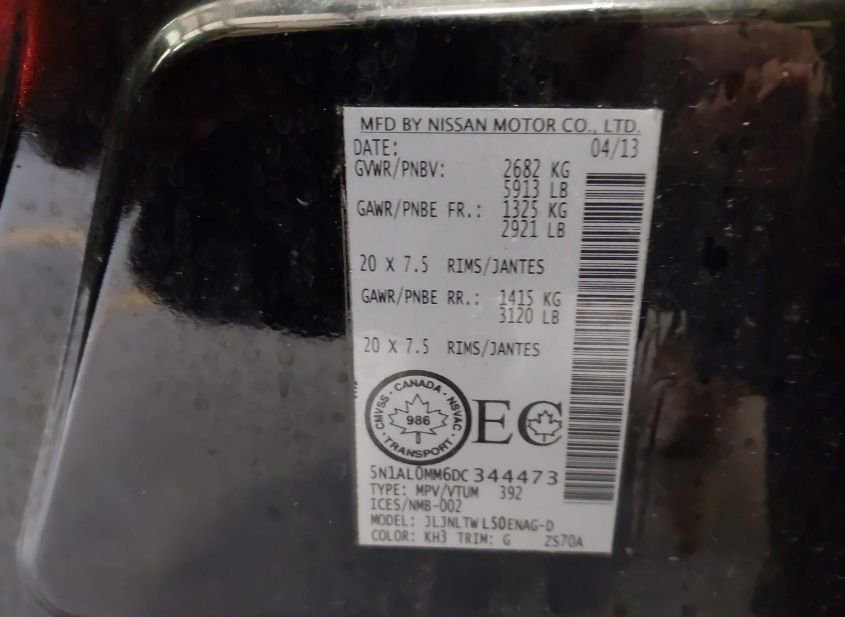 MFD BY NISSAN MOTOR CO., LTD.
DATE: 04/13
GVWR/PNBV: 2682 KG
5913 LB
GAWR/PNBE FR.: 1325 KG
2921 LB
20 X 7.5 RIMS/JANTES
GAWR/PNBE RR.: 1415 KG
3120 LB
20 X 7.5 RIMS/JANTES
CMVSS · CANADA · NSVAC
986
· TRANSPORT ·
EC
5N1AL0MM6DC344473
TYPE: MPV/VTUM 392
ICES/NMB-002
MODEL: JLJNLTWL50ENAG-D
COLOR: KH3 TRIM: G 2S70A